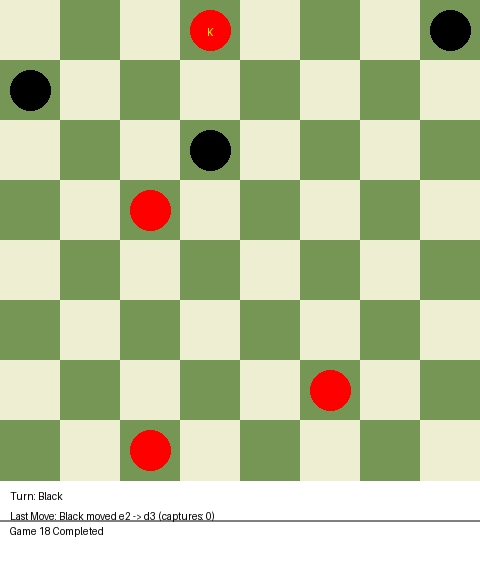 K
Turn: Black
Last Move: Black moved e2 -> d3 (captures: 0)
Game 18 Completed